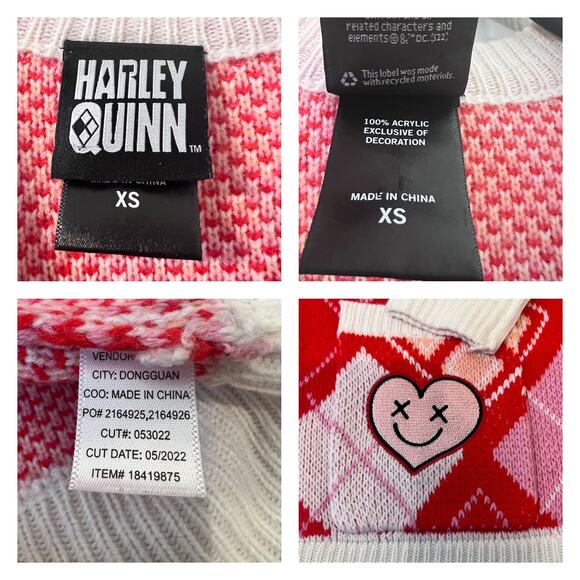 HARLEY
QUINN
TM
MADE IN CHINA
XS
related characters and
elements © & ™ DC. (s22)
This label was made
with recycled materials.
100% ACRYLIC
EXCLUSIVE OF
DECORATION
MADE IN CHINA
XS
VENDOR
CITY: DONGGUAN
COO: MADE IN CHINA
PO# 2164925,2164926
CUT#: 053022
CUT DATE: 05/2022
ITEM# 18419875